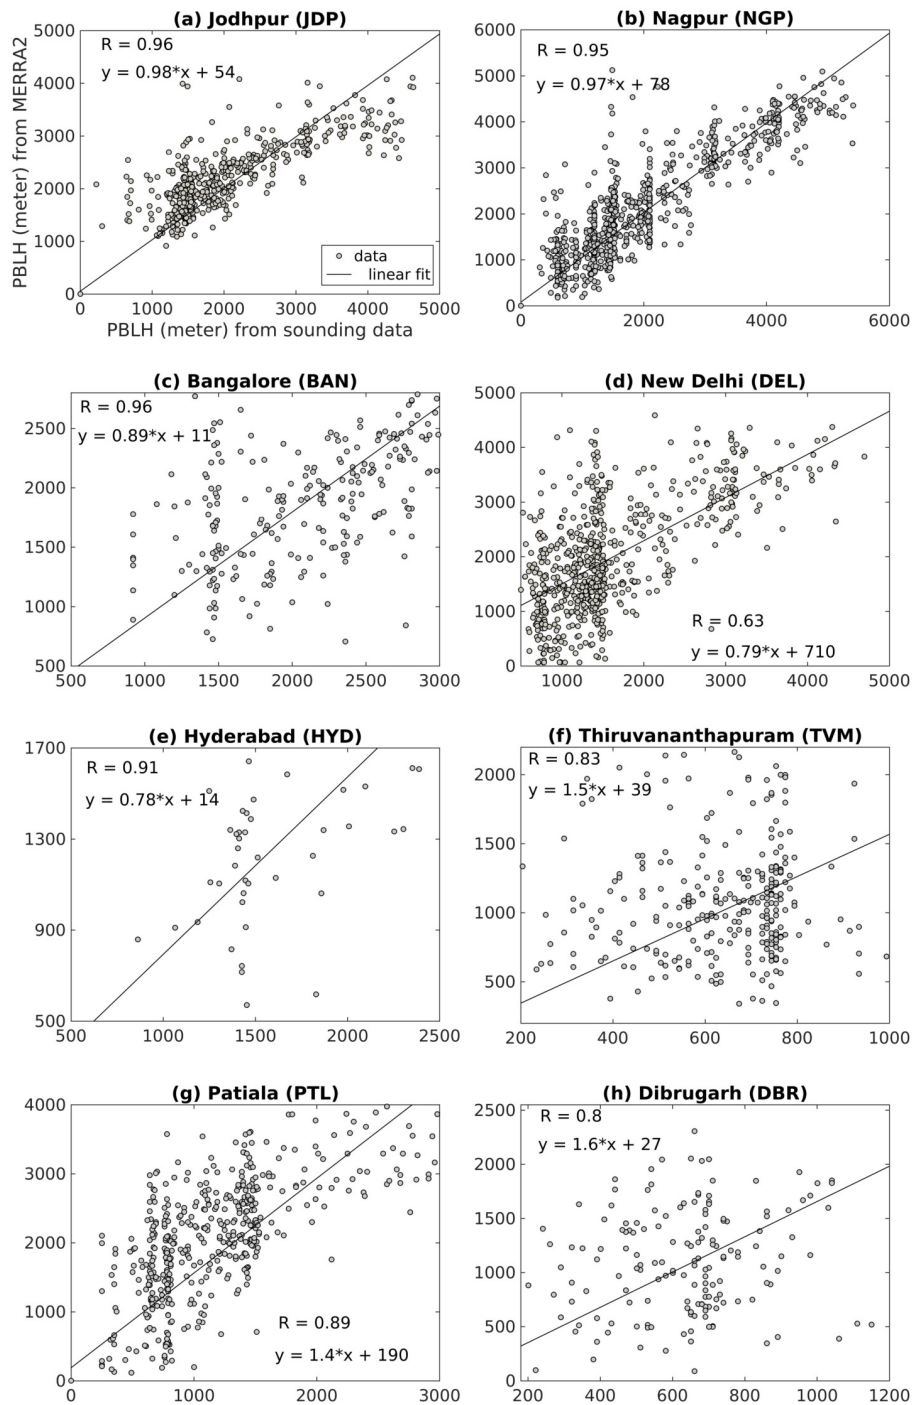 (a) Jodhpur (JDP)
R = 0.96
y = 0.98*x + 54
PBLH (meter) from MERRA2
5000
4000
3000
2000
1000
0
data
linear fit
0 1000 2000 3000 4000 5000
PBLH (meter) from sounding data
(b) Nagpur (NGP)
R = 0.95
y = 0.97*x + 78
6000
5000
4000
3000
2000
1000
0
0 2000 4000 6000
(c) Bangalore (BAN)
R = 0.96
y = 0.89*x + 11
2500
2000
1500
1000
500
500 1000 1500 2000 2500 3000
(d) New Delhi (DEL)
5000
4000
3000
2000
1000
0
R = 0.63
y = 0.79*x + 710
1000 2000 3000 4000 5000
(e) Hyderabad (HYD)
R = 0.91
y = 0.78*x + 14
1700
1300
900
500
500 1000 1500 2000 2500
(f) Thiruvananthapuram (TVM)
R = 0.83
y = 1.5*x + 39
2000
1500
1000
500
200 400 600 800 1000
(g) Patiala (PTL)
4000
3000
2000
1000
0
R = 0.89
y = 1.4*x + 190
0 1000 2000 3000
(h) Dibrugarh (DBR)
R = 0.8
y = 1.6*x + 27
2500
2000
1500
1000
500
0
200 400 600 800 1000 1200